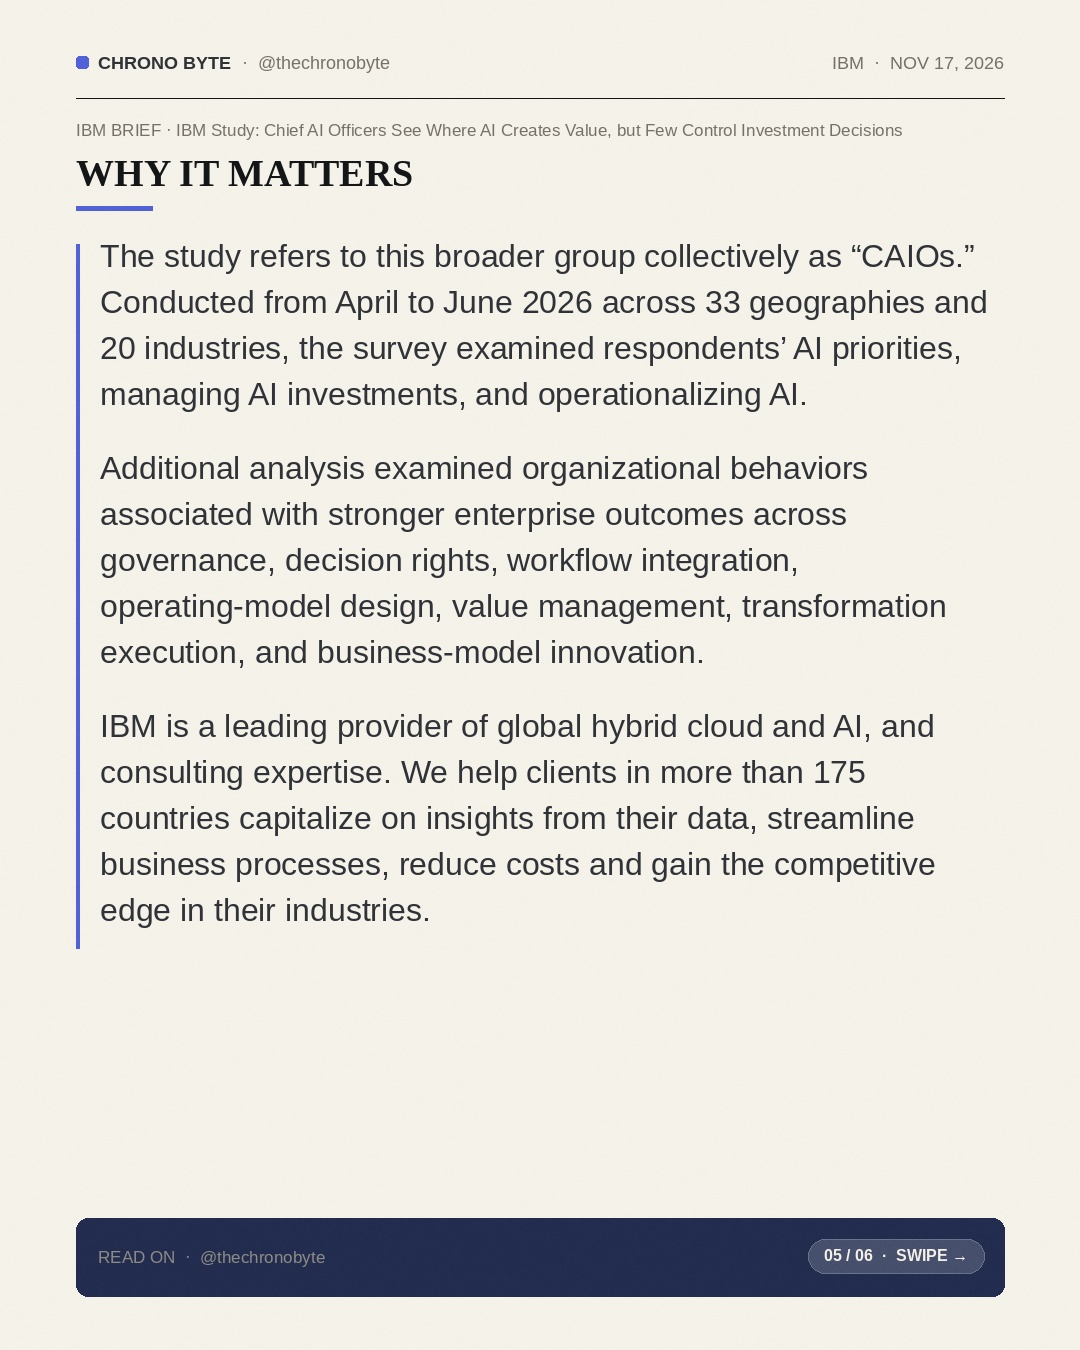 CHRONO BYTE · @thechronobyte
IBM · NOV 17, 2026
IBM BRIEF · IBM Study: Chief AI Officers See Where AI Creates Value, but Few Control Investment Decisions
WHY IT MATTERS
The study refers to this broader group collectively as “CAIOs.”
Conducted from April to June 2026 across 33 geographies and
20 industries, the survey examined respondents’ AI priorities,
managing AI investments, and operationalizing AI.
Additional analysis examined organizational behaviors
associated with stronger enterprise outcomes across
governance, decision rights, workflow integration,
operating-model design, value management, transformation
execution, and business-model innovation.
IBM is a leading provider of global hybrid cloud and AI, and
consulting expertise. We help clients in more than 175
countries capitalize on insights from their data, streamline
business processes, reduce costs and gain the competitive
edge in their industries.
READ ON · @thechronobyte
05 / 06 · SWIPE →